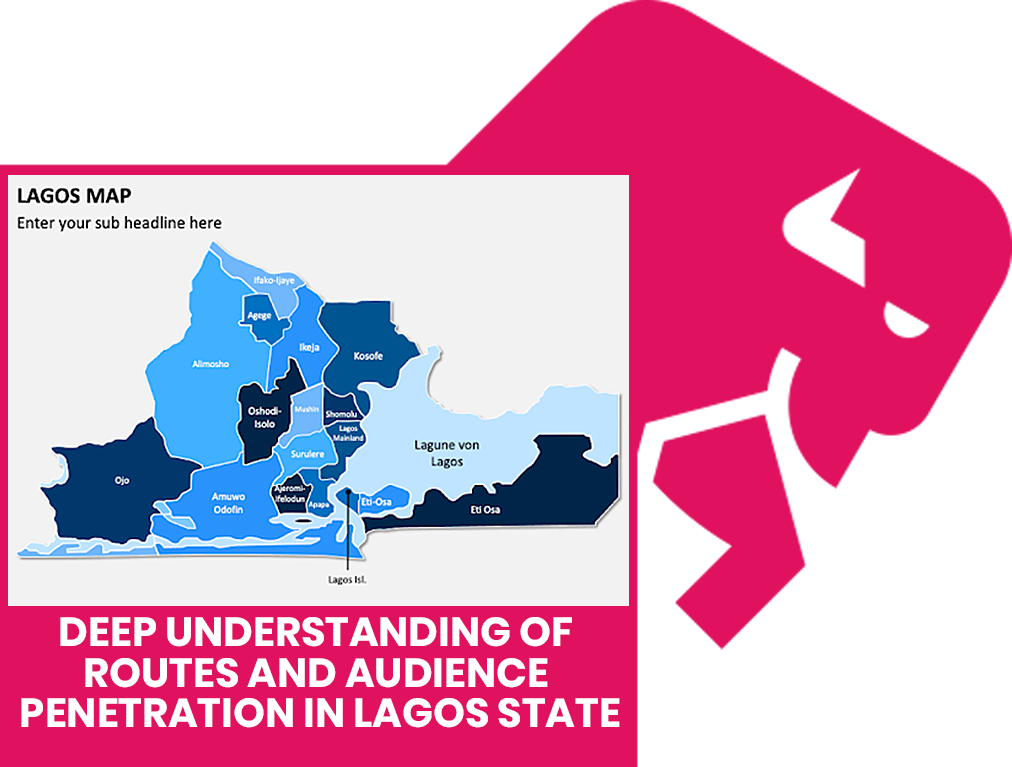 LAGOS MAP
Enter your sub headline here
Ifako-Ijaye
Agege
Ikeja
Kosofe
Alimosho
Oshodi-
Isolo
Mushin
Shomolu
Lagos
Mainland
Lagune von
Lagos
Surulere
Ojo
Amuwo
Odofin
Ajeromi-
Ifelodun
Apapa
Eti-Osa
Eti Osa
Lagos Isl.
DEEP UNDERSTANDING OF
ROUTES AND AUDIENCE
PENETRATION IN LAGOS STATE